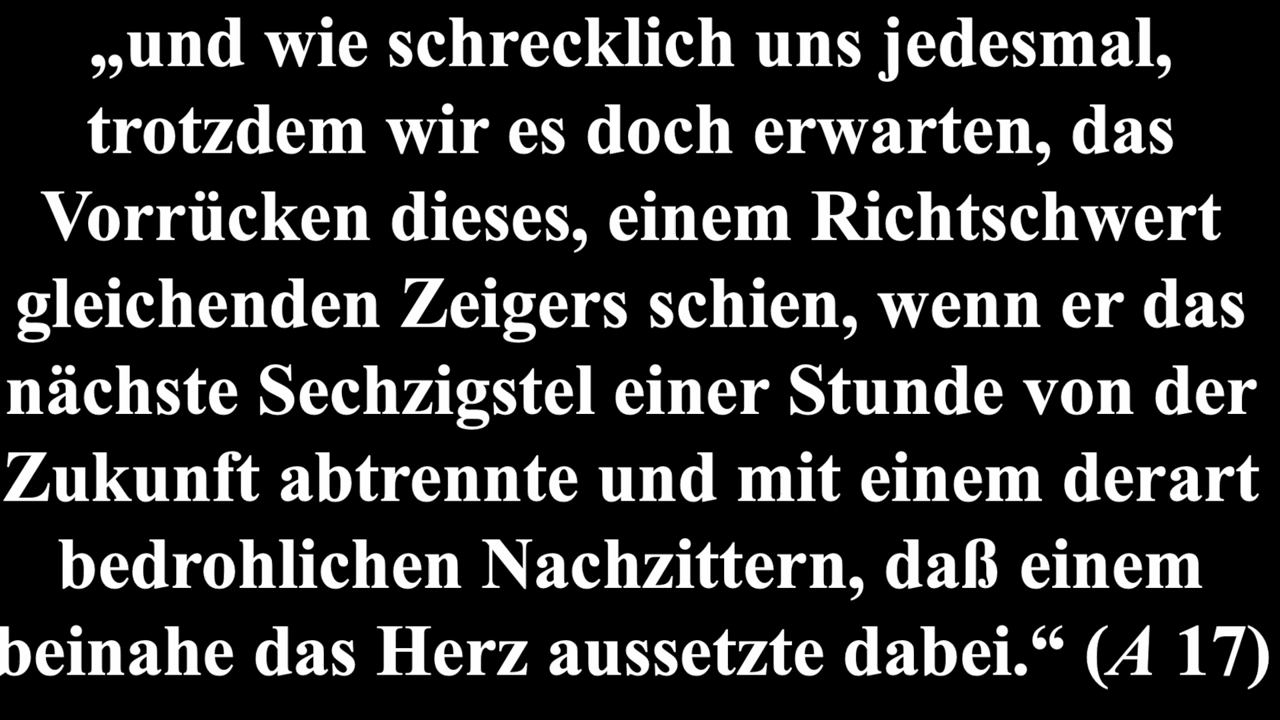 „und wie schrecklich uns jedesmal,
trotzdem wir es doch erwarten, das
Vorrücken dieses, einem Richtschwert
gleichenden Zeigers schien, wenn er das
nächste Sechzigstel einer Stunde von der
Zukunft abtrennte und mit einem derart
bedrohlichen Nachzittern, daß einem
beinahe das Herz aussetzte dabei.“ (A 17)